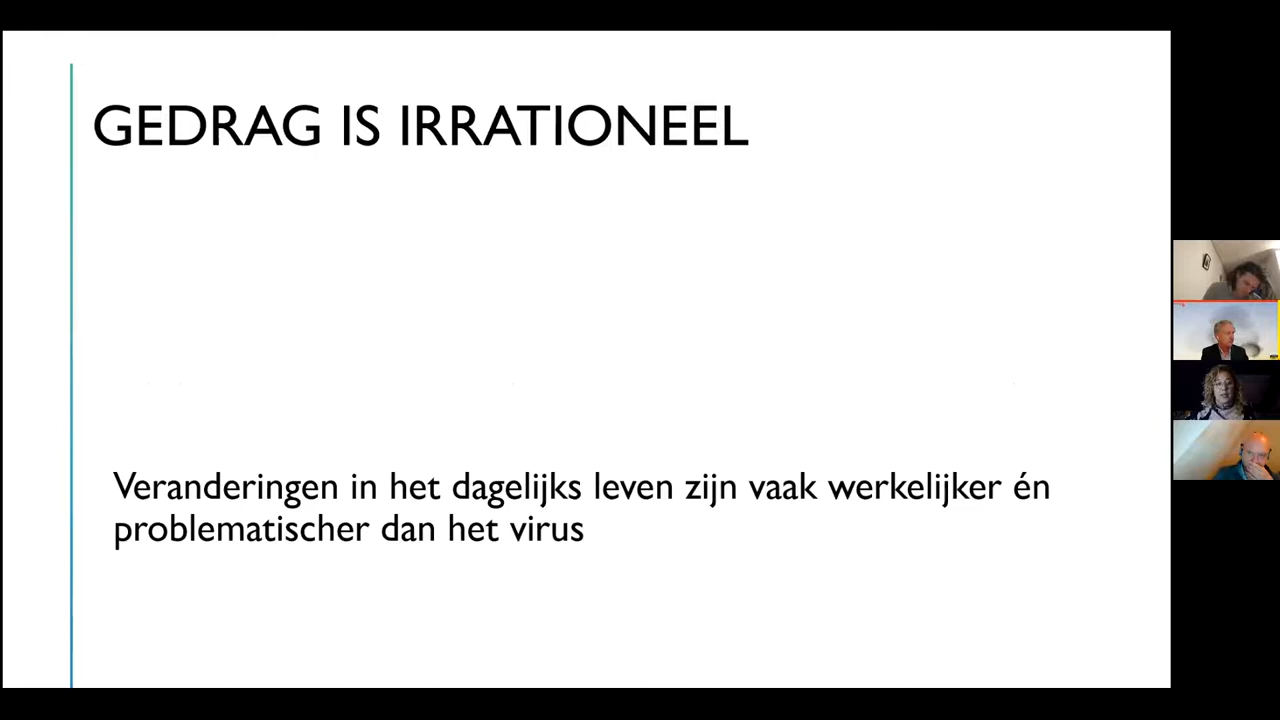 GEDRAG IS IRRATIONEEL
Veranderingen in het dagelijks leven zijn vaak werkelijker én
problematischer dan het virus